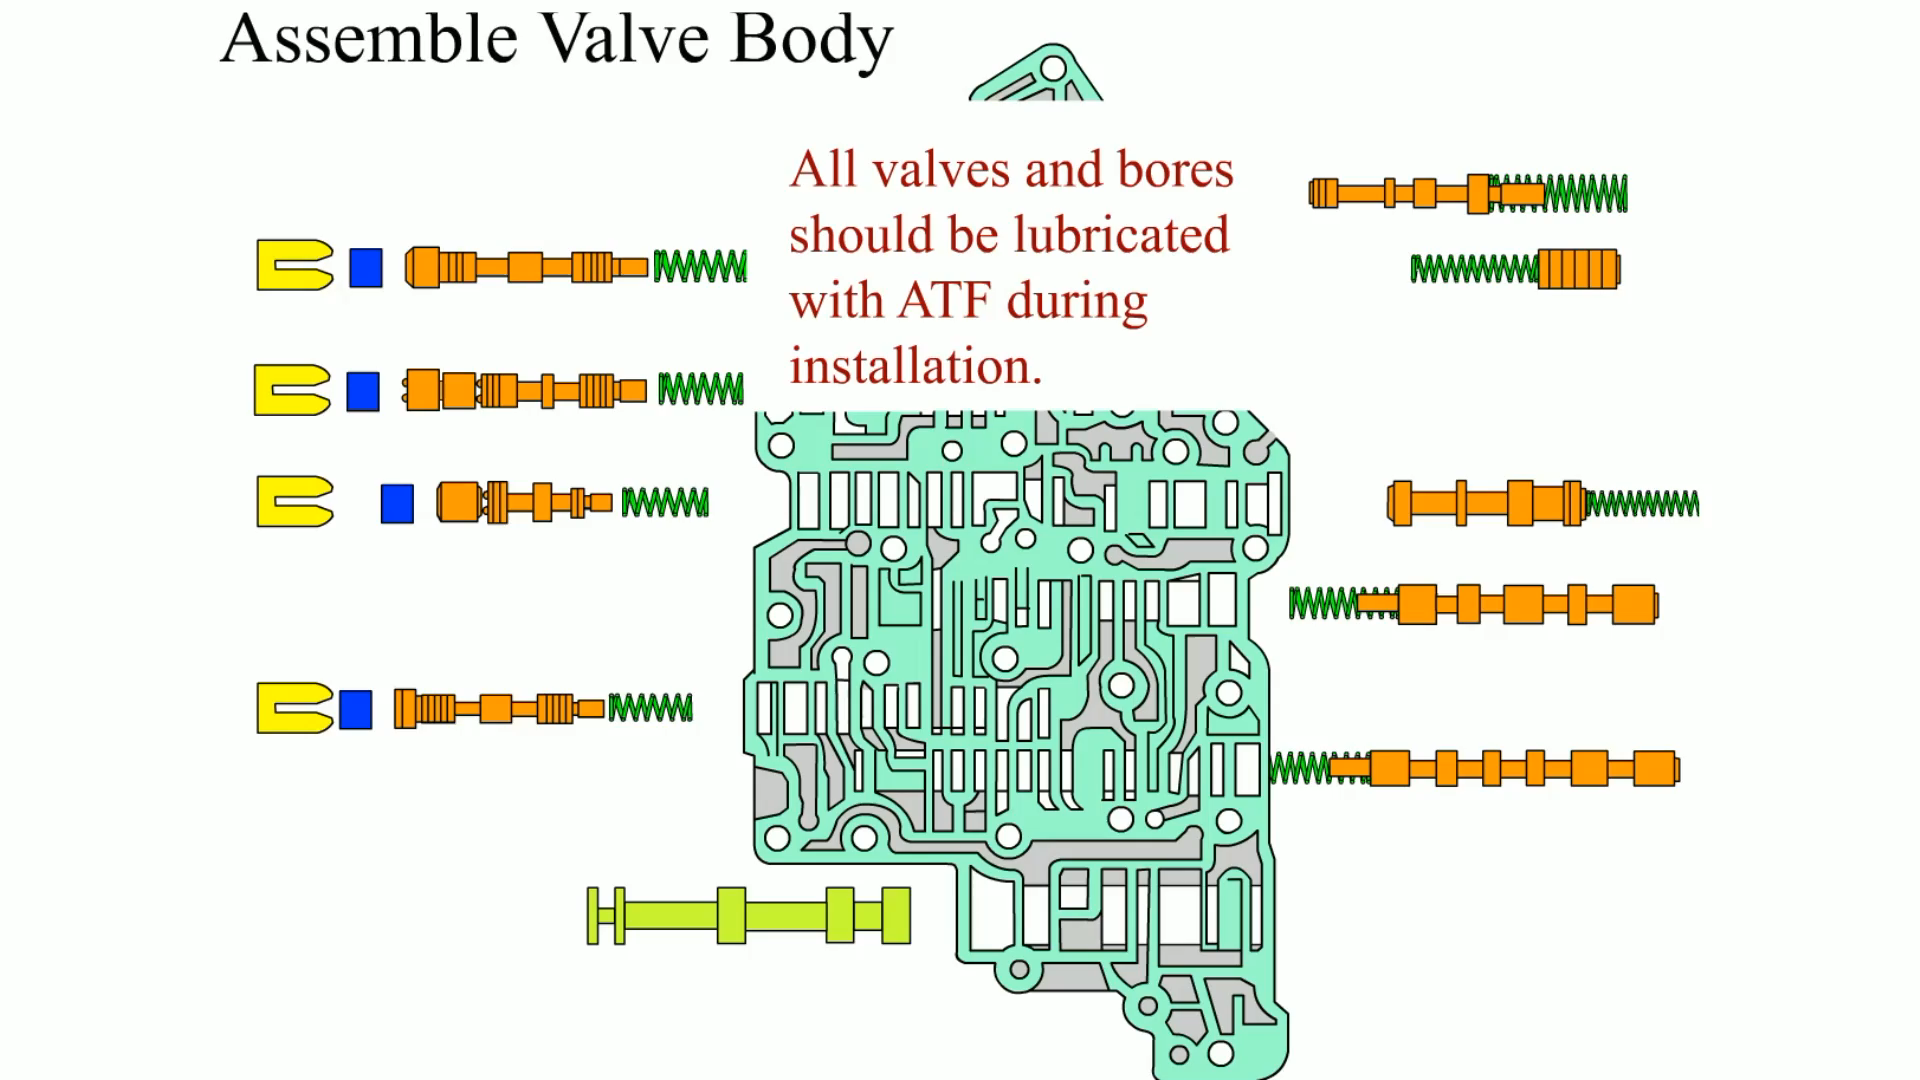 Assemble Valve Body
All valves and bores
should be lubricated
with ATF during
installation.